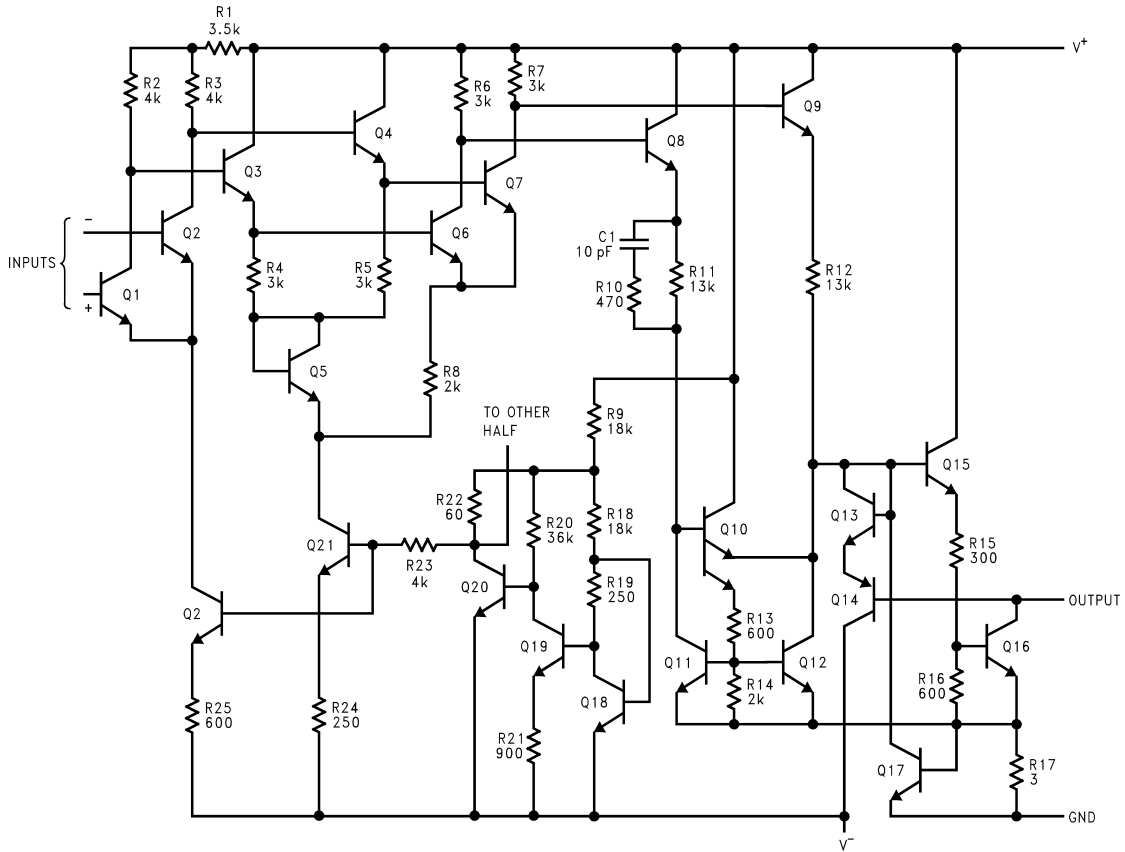 R1
3.5k
V+
R2
4k
R3
4k
R6
3k
R7
3k
Q4
Q9
Q8
Q3
Q7
−
Q2
Q6
INPUTS
C1
10 pF
R4
3k
R5
3k
R11
13k
R12
13k
Q1
R10
470
+
Q5
R8
2k
TO OTHER
HALF
R9
18k
Q15
R22
60
R20
36k
R18
18k
Q10
Q13
Q21
R15
300
R23
4k
Q20
R19
250
Q14
OUTPUT
Q2
R13
600
Q19
Q11
Q12
Q16
R14
2k
R16
600
Q18
R25
600
R24
250
R21
900
Q17
R17
3
GND
V−